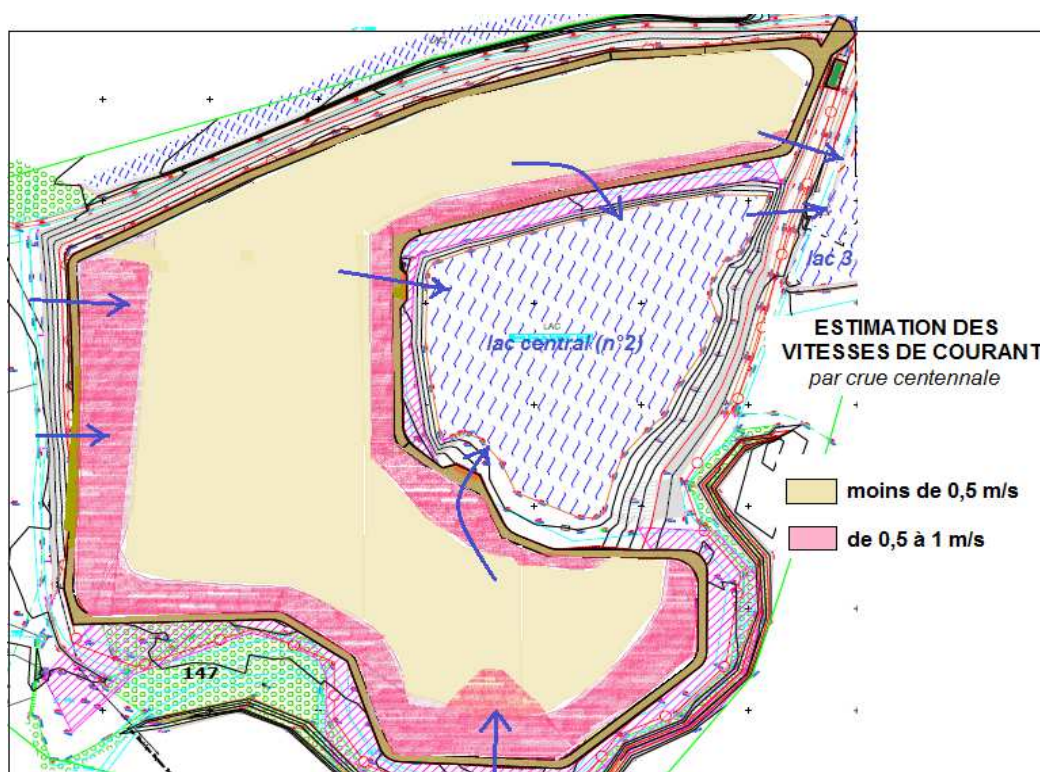 lac 3
LAC
lac central (n°2)
ESTIMATION DES
VITESSES DE COURANT
par crue centennale
moins de 0,5 m/s
de 0,5 à 1 m/s
147